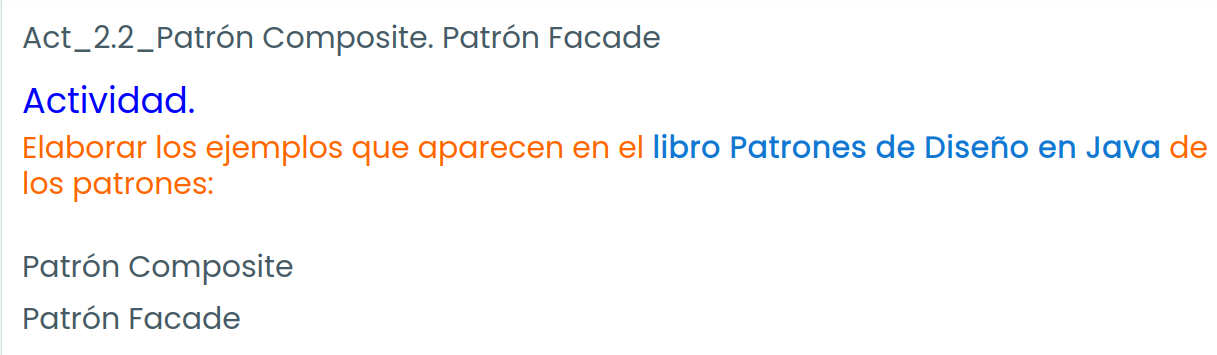 Act_2.2_Patrón Composite. Patrón Facade
Actividad.
Elaborar los ejemplos que aparecen en el libro Patrones de Diseño en Java de
los patrones:
Patrón Composite
Patrón Facade